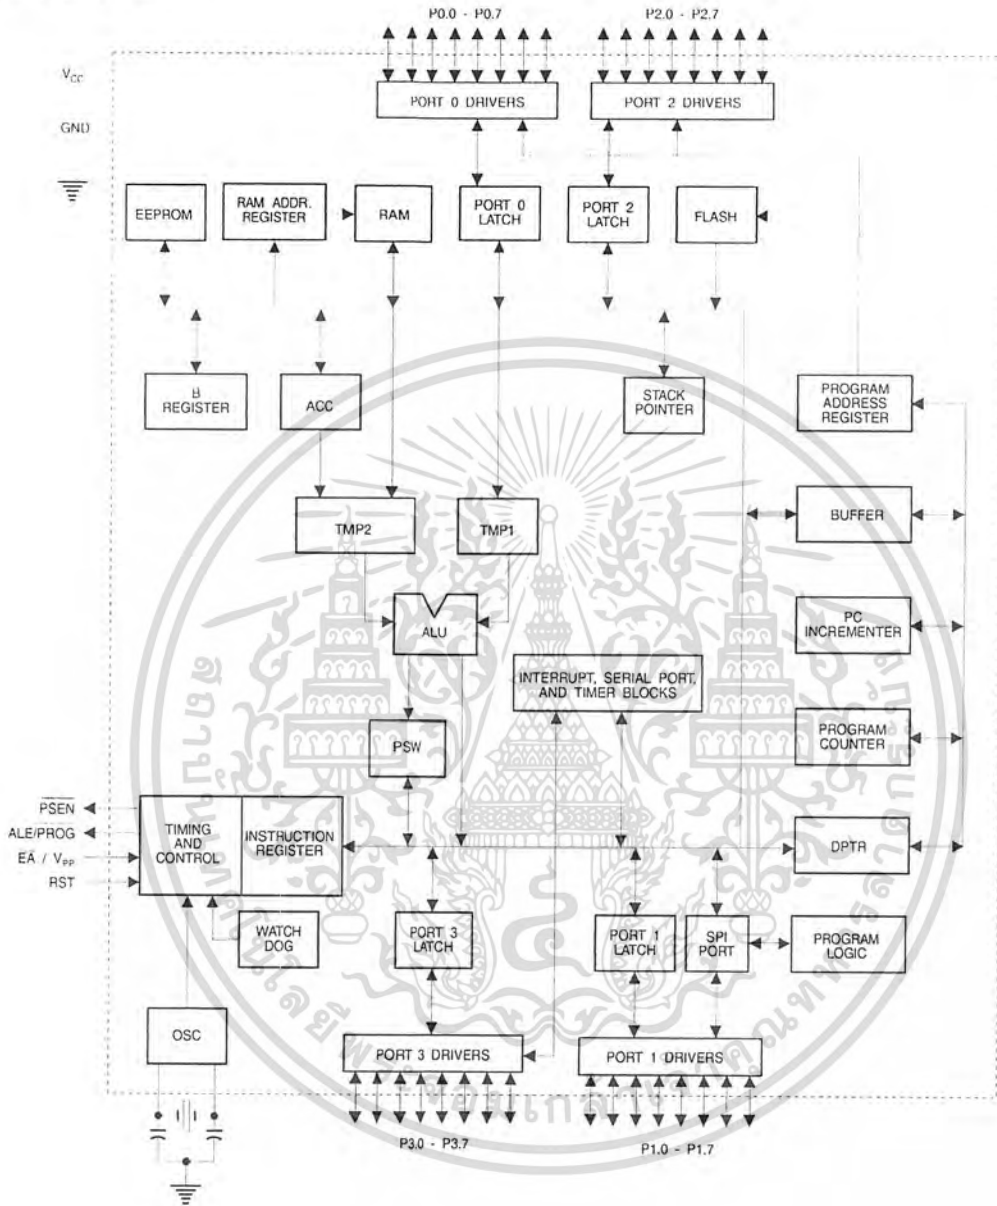 P0.0 - P0.7
P2.0 - P2.7
VCC
GND
PORT 0 DRIVERS
PORT 2 DRIVERS
EEPROM
RAM ADDR.
REGISTER
RAM
PORT 0
LATCH
PORT 2
LATCH
FLASH
B
REGISTER
ACC
STACK
POINTER
PROGRAM
ADDRESS
REGISTER
TMP2
TMP1
BUFFER
ALU
PC
INCREMENTER
INTERRUPT, SERIAL PORT,
AND TIMER BLOCKS
PSW
PROGRAM
COUNTER
PSEN
ALE/PROG
EA / VPP
RST
TIMING
AND
CONTROL
INSTRUCTION
REGISTER
DPTR
WATCH
DOG
PORT 3
LATCH
PORT 1
LATCH
SPI
PORT
PROGRAM
LOGIC
OSC
PORT 3 DRIVERS
PORT 1 DRIVERS
P3.0 - P3.7
P1.0 - P1.7